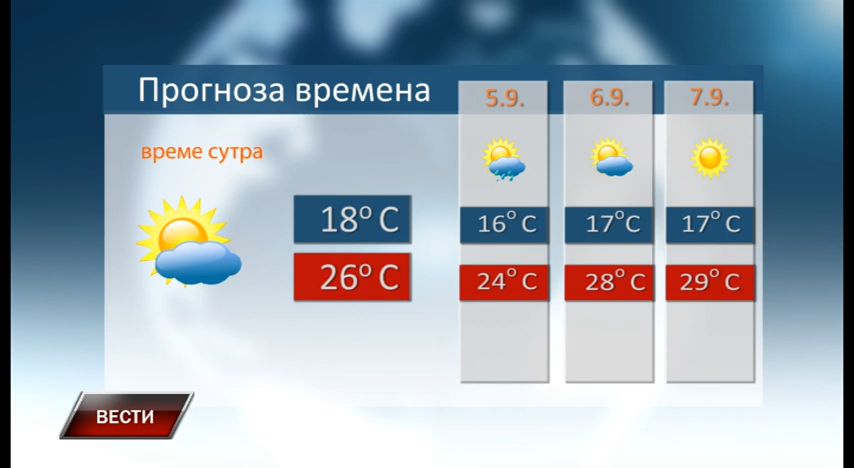 Прогноза времена
време сутра
18° C
26° C
5.9.
16° C
24° C
6.9.
17°C
28° C
7.9.
17° C
29° C
ВЕСТИ